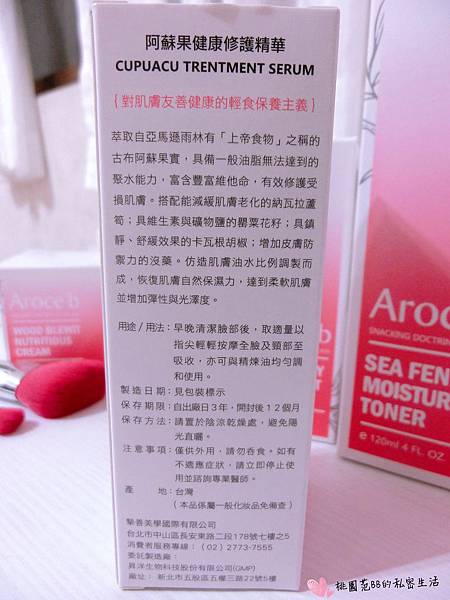 阿蘇果健康修護精華
CUPUACU TRENTMENT SERUM
{對肌膚友善健康的輕食保養主義}
萃取自亞馬遜雨林有「上帝食物」之稱的
古布阿蘇果實，具備一般油脂無法達到的
聚水能力，富含豐富維他命，有效修護受
損肌膚。搭配能減緩肌膚老化的納瓦拉蘆
筍；具維生素與礦物鹽的罌粟花籽；具鎮
靜、舒緩效果的卡瓦根胡椒；增加皮膚防
禦力的沒藥。仿造肌膚油水比例調製而
成，恢復肌膚自然保濕力，達到柔軟肌膚
並增加彈性與光澤度。
用途/用法：早晚清潔臉部後，取適量以
指尖輕輕按摩全臉及頸部至
吸收，亦可與精煉油均勻調
和使用。
製造日期：見包裝標示
保存期限：自出廠日3年，開封後12個月
保存方法：請置於陰涼乾燥處，避免陽
光直曬。
注意事項：僅供外用，請勿吞食。如有
不適應症狀，請立即停止使
用並諮詢專業醫師。
產 地：台灣
（本品係屬一般化妝品免備查）
摯善美學國際有限公司
台北市中山區長安東路二段178號七樓之5
消費者服務專線：（02）2773-7555
委託製造廠：
員洋生物科技股份有限公司(GMP)
廠址：新北市五股區五權三路22號5樓
Aroce b
WOOD BLEWIT
NUTRITIOUS
CREAM
Aroce
SNACKING DOCTRIN
SEA FEN
MOISTUR
TONER
e 120ml 4 FL. OZ.
桃園范BB的私密生活